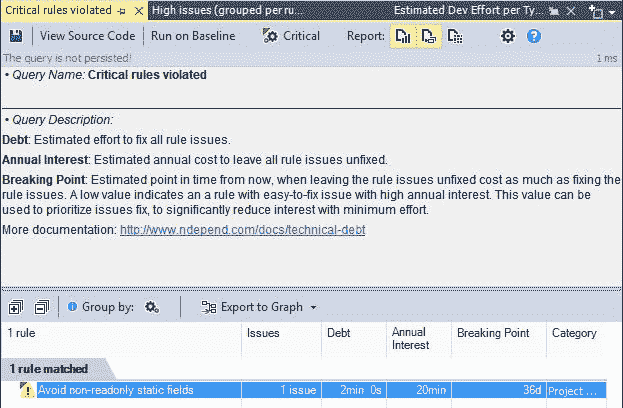 Critical rules violated
High issues (grouped per ru...
Estimated Dev Effort per Ty...
View Source Code Run on Baseline Critical Report:
The query is not persisted! 1 ms
• Query Name: Critical rules violated
• Query Description:
Debt: Estimated effort to fix all rule issues.
Annual Interest: Estimated annual cost to leave all rule issues unfixed.
Breaking Point: Estimated point in time from now, when leaving the rule issues unfixed cost as much as fixing the
rule issues. A low value indicates an a rule with easy-to-fix issue with high annual interest. This value can be
used to prioritize issues fix, to significantly reduce interest with minimum effort.
More documentation: http://www.ndepend.com/docs/technical-debt
Group by: Export to Graph
1 rule Issues Debt Annual Interest Breaking Point Category
1 rule matched
Avoid non-readonly static fields 1 issue 2min 0s 20min 36d Project ...